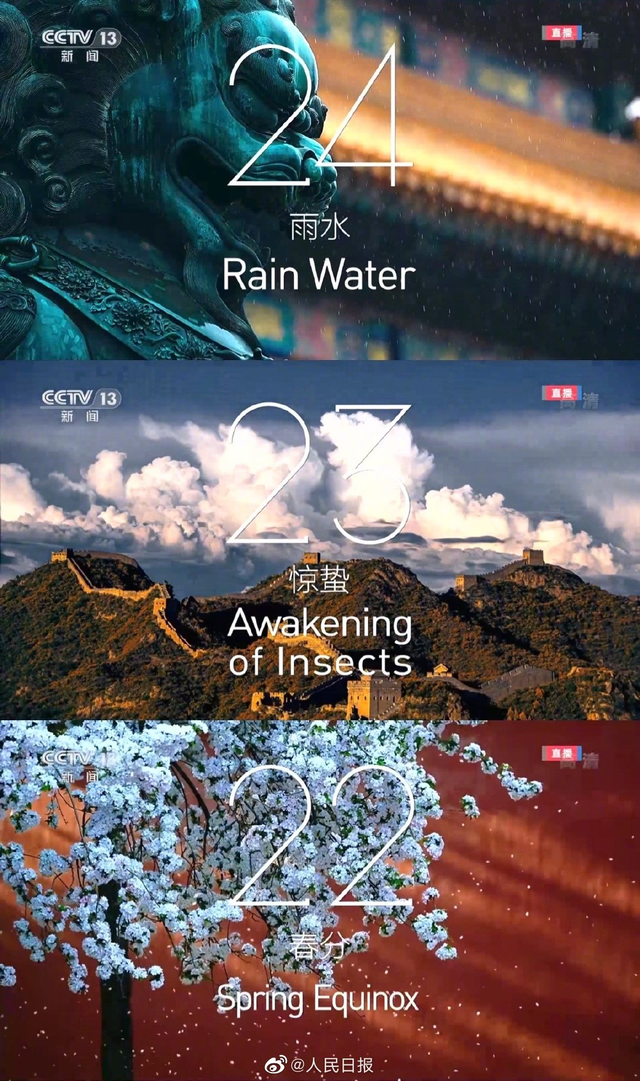 CCTV 13
新闻
直播
高清
24
雨水
Rain Water
CCTV 13
新闻
直播
高清
23
惊蛰
Awakening
of Insects
CCTV
新闻
直播
高清
22
春分
Spring Equinox
@人民日报